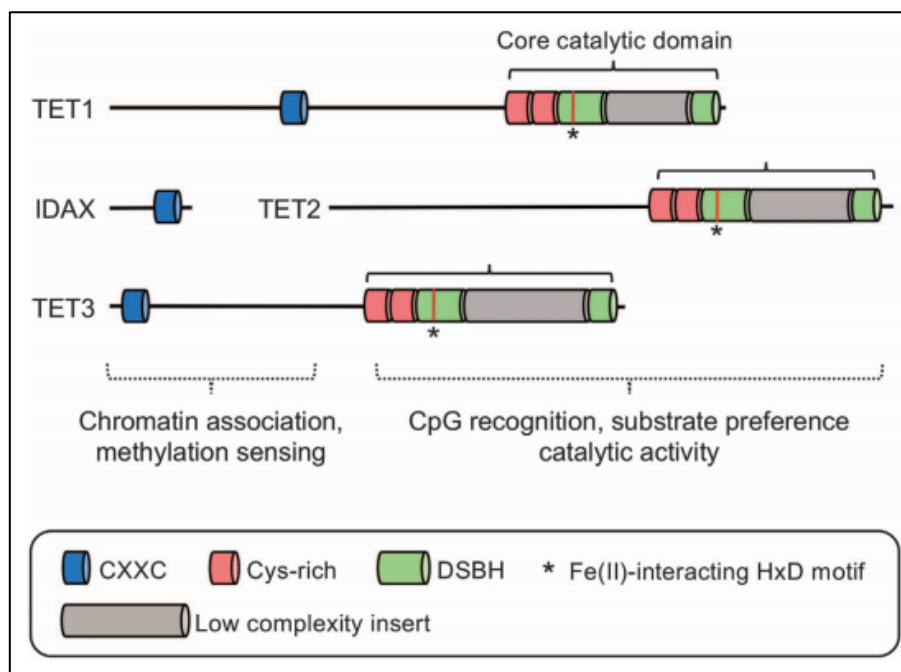 Core catalytic domain
TET1
*
IDAX
TET2
*
TET3
*
Chromatin association,
methylation sensing
CpG recognition, substrate preference
catalytic activity
CXXC
Cys-rich
DSBH
* Fe(II)-interacting HxD motif
Low complexity insert